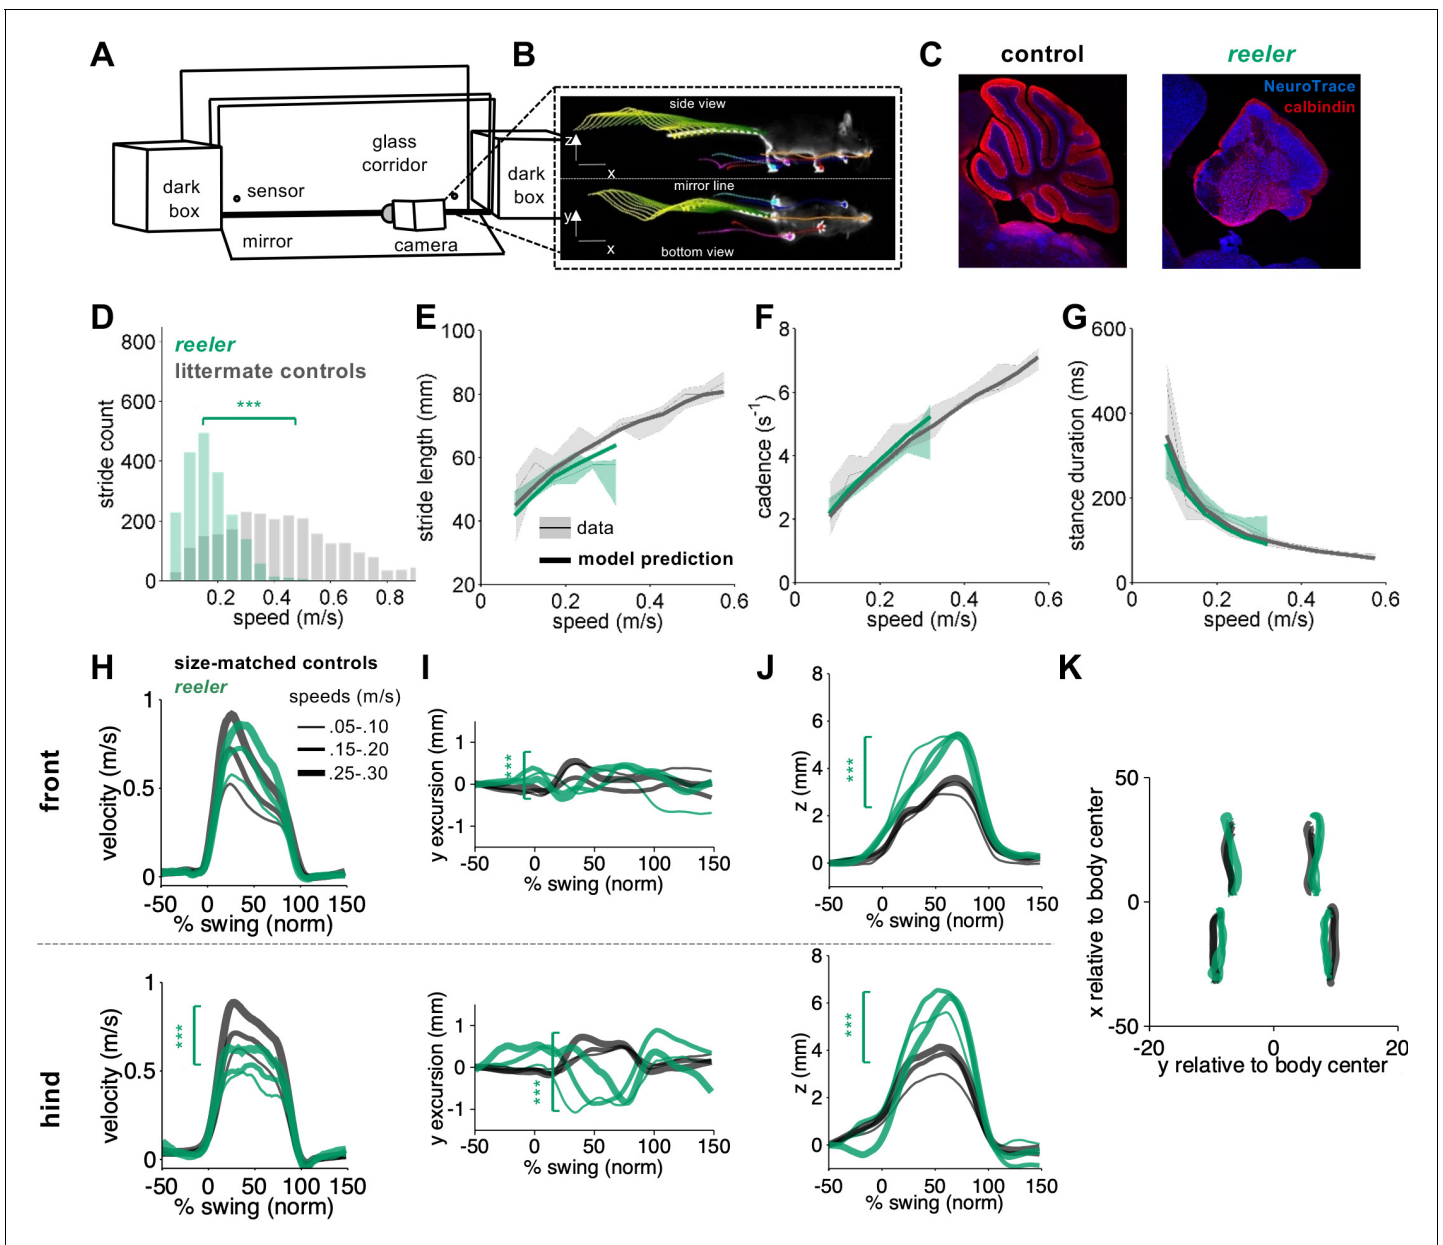 A
B
C
control
reeler
NeuroTrace
calbindin
side view
z
x
mirror line
y
x
bottom view
glass
corridor
dark
box
sensor
mirror
camera
dark
box
D
reeler
littermate controls
***
stride count
800
600
400
200
0
0.2
0.4
0.6
0.8
speed (m/s)
E
stride length (mm)
100
80
60
40
20
data
model prediction
0
0.2
0.4
0.6
speed (m/s)
F
cadence (s-1)
8
6
4
2
0
0
0.2
0.4
0.6
speed (m/s)
G
stance duration (ms)
600
400
200
0
0
0.2
0.4
0.6
speed (m/s)
front
H
size-matched controls
reeler
speeds (m/s)
.05-.10
.15-.20
.25-.30
velocity (m/s)
1
0.5
0
-50
0
50
100
150
% swing (norm)
I
y excursion (mm)
1
0
-1
***
-50
0
50
100
150
% swing (norm)
J
z (mm)
8
6
4
2
0
***
-50
0
50
100
150
% swing (norm)
K
x relative to body center
50
0
-50
-20
0
20
y relative to body center
hind
velocity (m/s)
1
0.5
0
***
-50
0
50
100
150
% swing (norm)
y excursion (mm)
1
0
-1
***
-50
0
50
100
150
% swing (norm)
z (mm)
8
6
4
2
0
***
-50
0
50
100
150
% swing (norm)